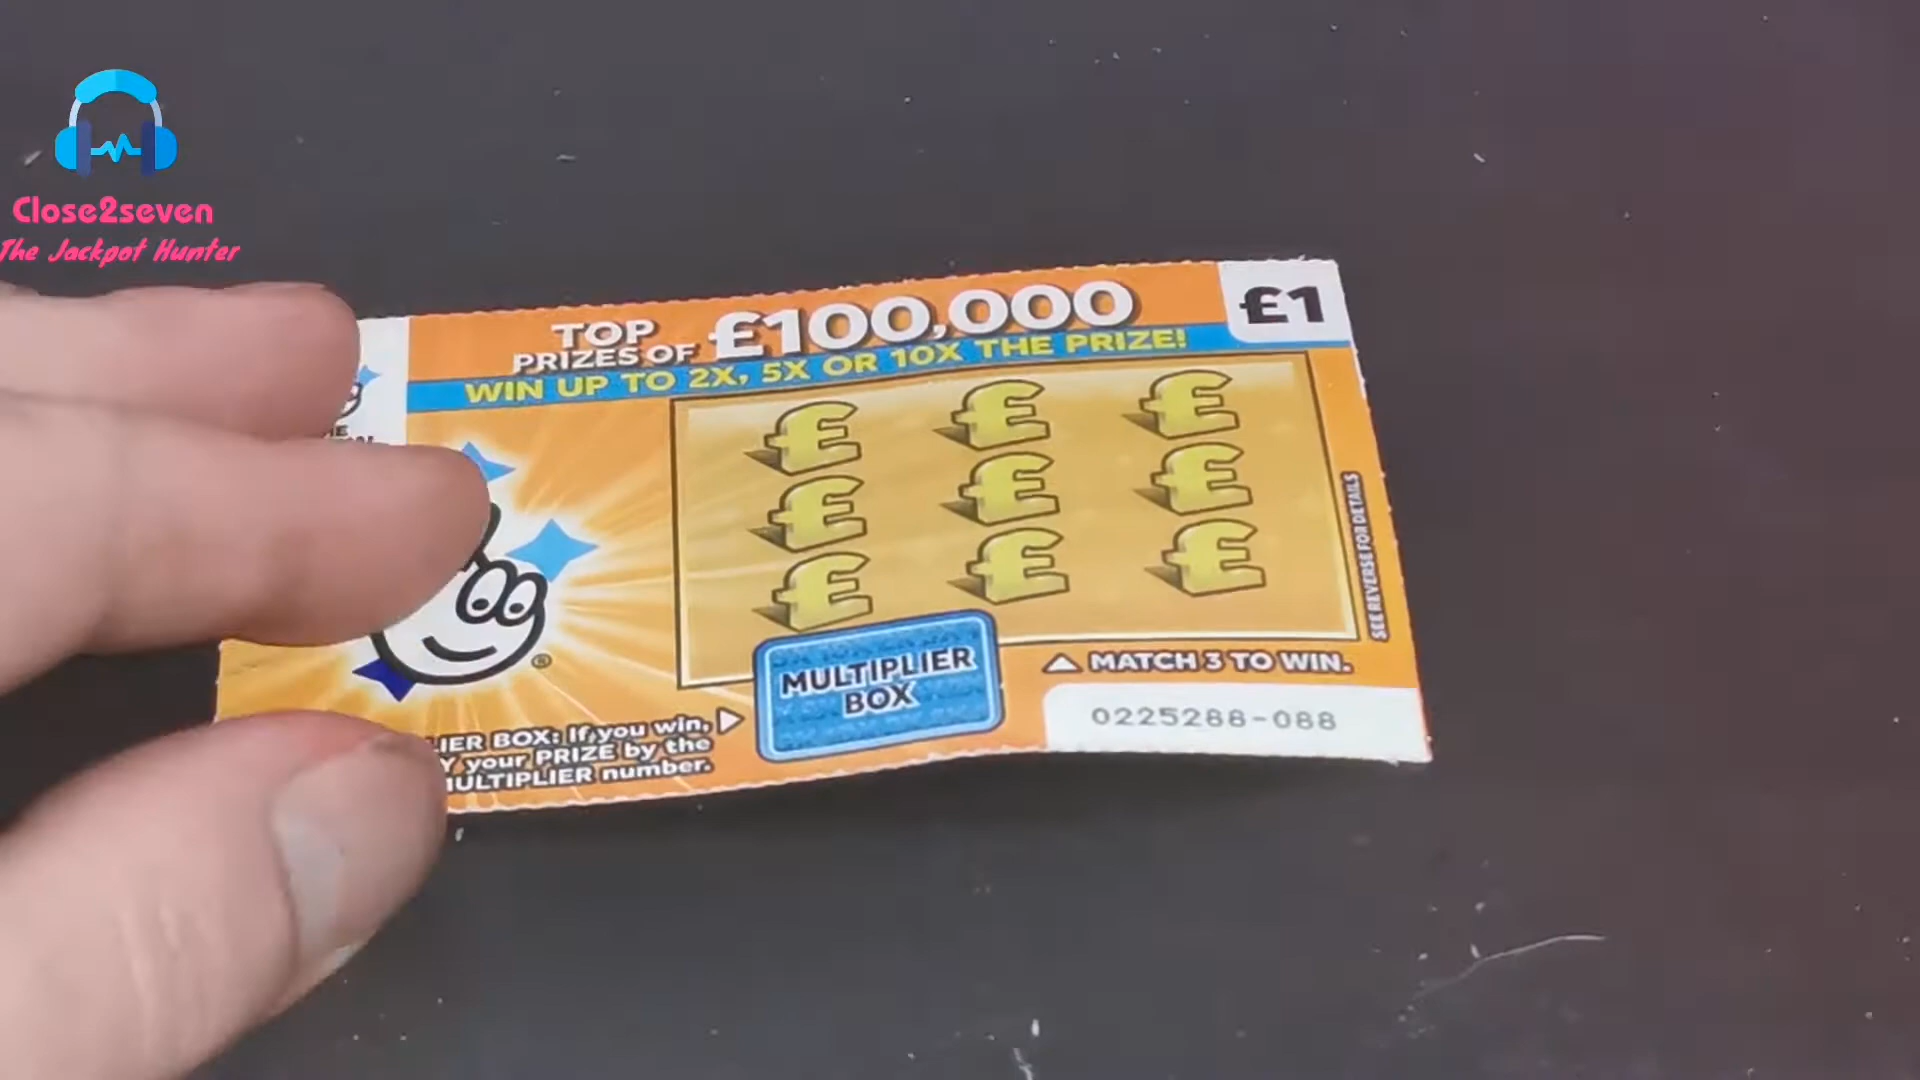 Close2seven
The Jackpot Hunter
TOP
PRIZES OF £100,000
£1
WIN UP TO 2X, 5X OR 10X THE PRIZE!
£ £ £
£ £ £
£ £ £
SEE REVERSE FOR DETAILS
MULTIPLIER
BOX
MATCH 3 TO WIN.
0225288-088
IER BOX: If you win,
Y your PRIZE by the
MULTIPLIER number.
®